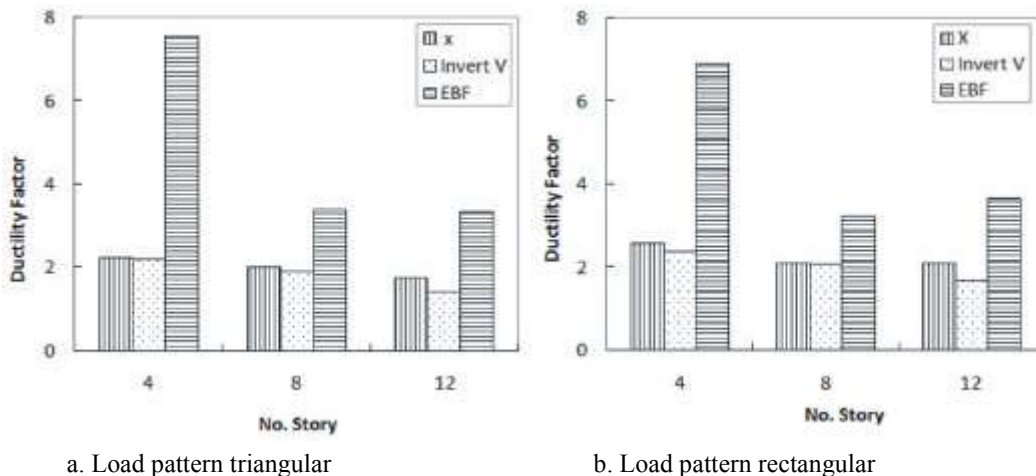 8
6
4
2
0
Ductility Factor
x
Invert V
EBF
4 8 12
No. Story
a. Load pattern triangular
8
6
4
2
0
Ductility Factor
X
Invert V
EBF
4 8 12
No. Story
b. Load pattern rectangular